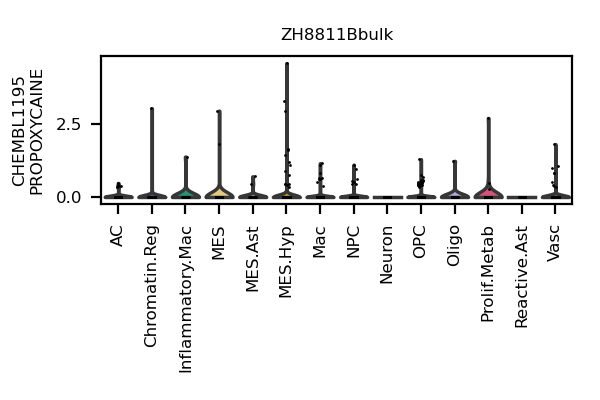 ZH8811Bbulk
CHEMBL1195
PROPOXYCAINE
2.5
0.0
AC
Chromatin.Reg
Inflammatory.Mac
MES
MES.Ast
MES.Hyp
Mac
NPC
Neuron
OPC
Oligo
Prolif.Metab
Reactive.Ast
Vasc